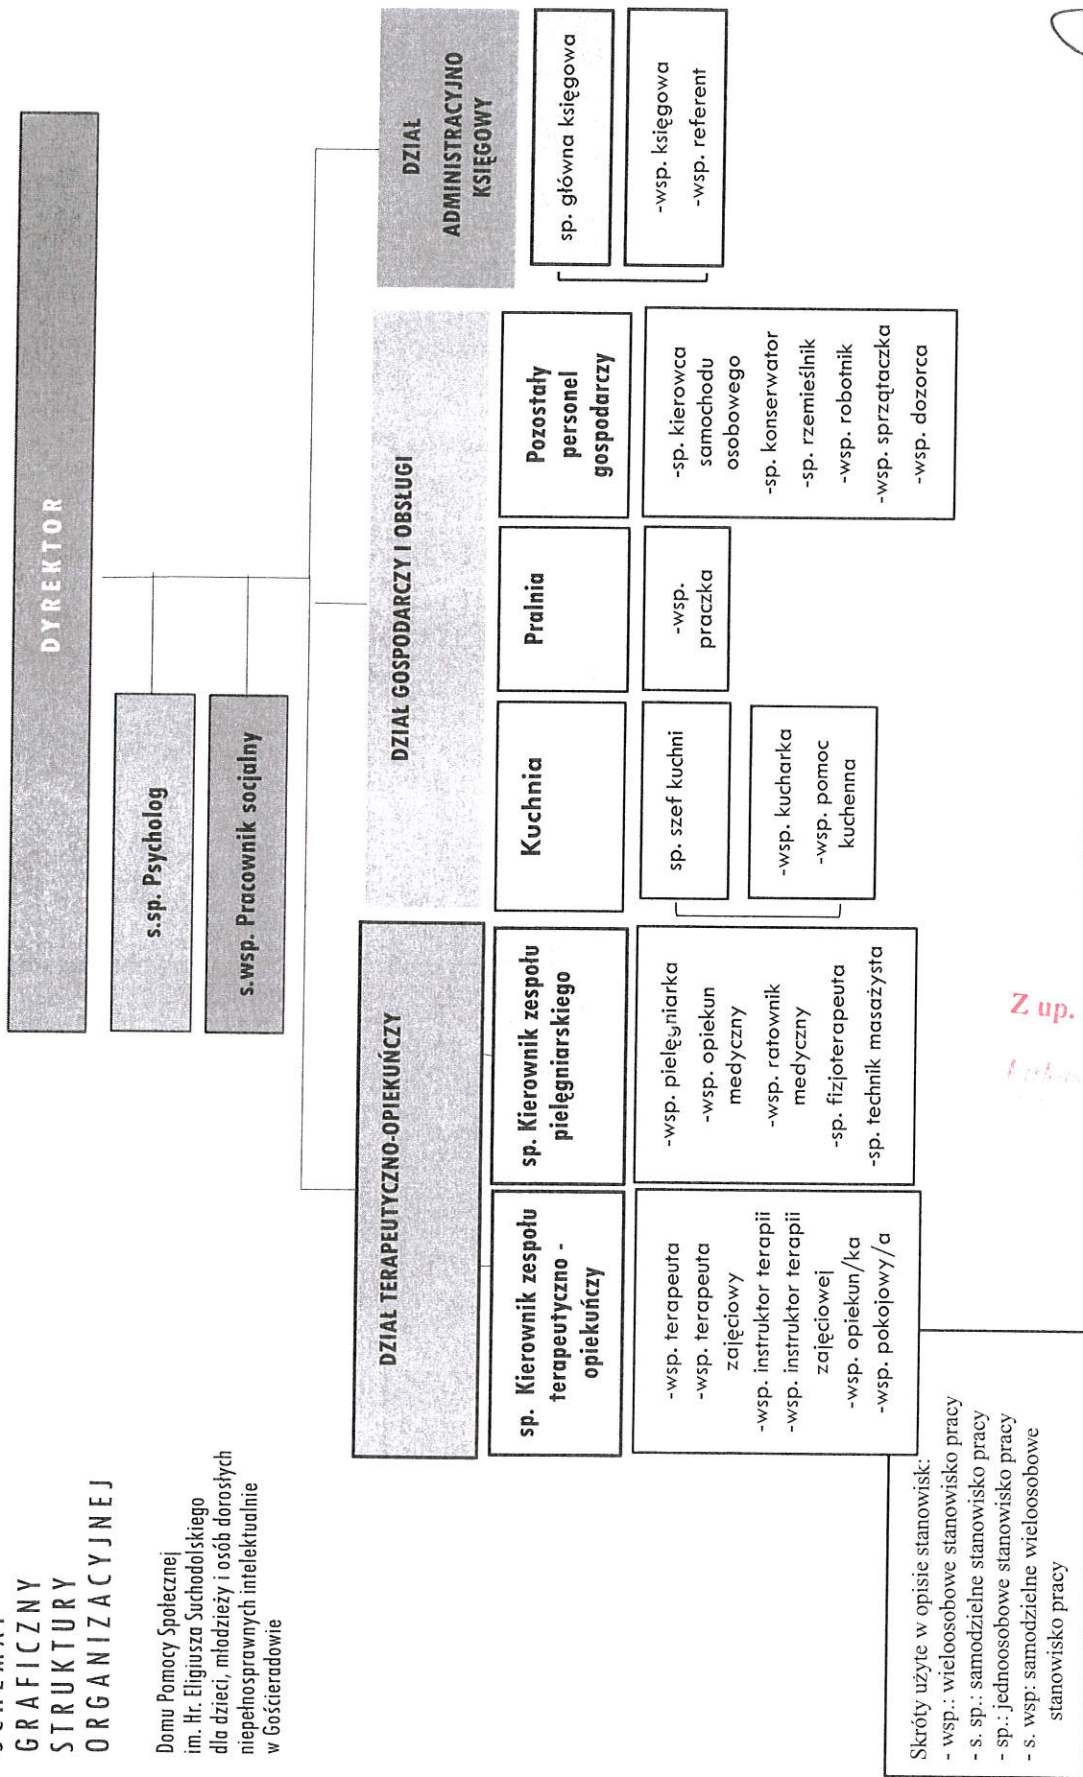 GRAFICZNY
STRUKTURY
ORGANIZACYJNEJ
Domu Pomocy Społecznej
im. Hr. Eligiusza Suchodolskiego
dla dzieci, młodzieży i osób dorosłych
niepełnosprawnych intelektualnie
w Gościeradowie
DYREKTOR
s.sp. Psycholog
s.wsp. Pracownik socjalny
DZIAŁ TERAPEUTYCZNO-OPIEKUŃCZY
sp. Kierownik zespołu
terapeutyczno -
opiekuńczy
-wsp. terapeuta
-wsp. terapeuta
zajęciowy
-wsp. instruktor terapii
-wsp. instruktor terapii
zajęciowej
-wsp. opiekun/ka
-wsp. pokojowy/a
sp. Kierownik zespołu
pielęgniarskiego
-wsp. pielęgniarka
-wsp. opiekun
medyczny
-wsp. ratownik
medyczny
-sp. fizjoterapeuta
-sp. technik masażysta
DZIAŁ GOSPODARCZY I OBSŁUGI
Kuchnia
sp. szef kuchni
-wsp. kucharka
-wsp. pomoc
kuchenna
Pralnia
-wsp.
praczka
Pozostały
personel
gospodarczy
-sp. kierowca
samochodu
osobowego
-sp. konserwator
-sp. rzemieślnik
-wsp. robotnik
-wsp. sprzątaczka
-wsp. dozorca
DZIAŁ
ADMINISTRACYJNO
KSIĘGOWY
sp. główna księgowa
-wsp. księgowa
-wsp. referent
Skróty użyte w opisie stanowisk:
- wsp.: wieloosobowe stanowisko pracy
- s. sp.: samodzielne stanowisko pracy
- sp.: jednoosobowe stanowisko pracy
- s. wsp: samodzielne wieloosobowe
stanowisko pracy
Z up.